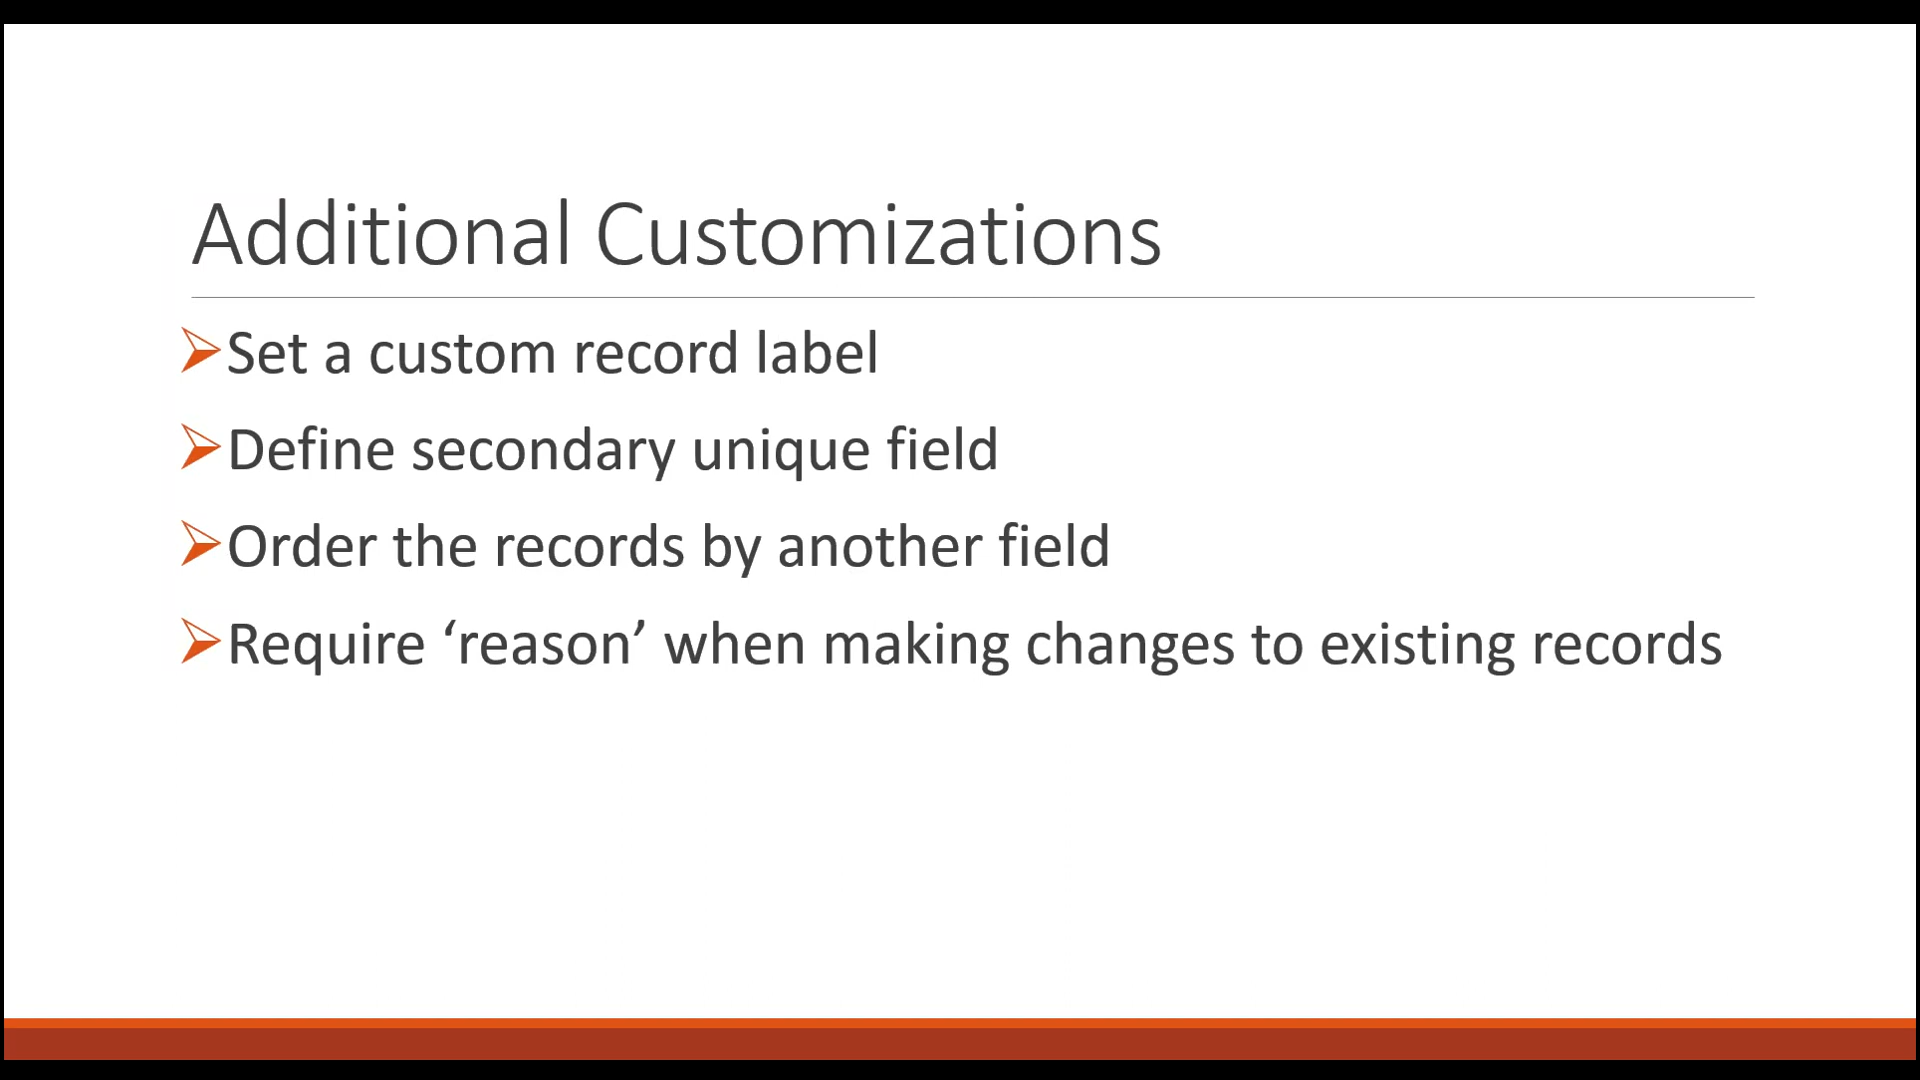 Additional Customizations
Set a custom record label
Define secondary unique field
Order the records by another field
Require ‘reason’ when making changes to existing records